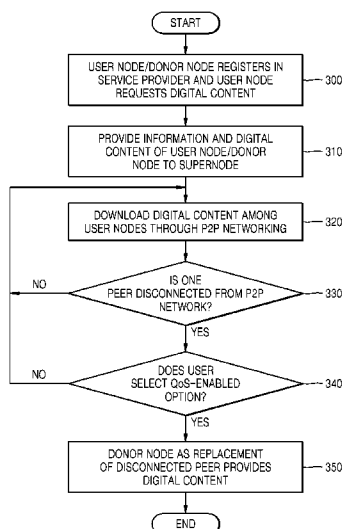 START
USER NODE/DONOR NODE REGISTERS IN
SERVICE PROVIDER AND USER NODE
REQUESTS DIGITAL CONTENT
300
PROVIDE INFORMATION AND DIGITAL
CONTENT OF USER NODE/DONOR
NODE TO SUPERNODE
310
DOWNLOAD DIGITAL CONTENT AMONG
USER NODES THROUGH P2P NETWORKING
320
NO
IS ONE
PEER DISCONNECTED FROM P2P
NETWORK?
330
YES
NO
DOES USER
SELECT QoS-ENABLED
OPTION?
340
YES
DONOR NODE AS REPLACEMENT
OF DISCONNECTED PEER PROVIDES
DIGITAL CONTENT
350
END